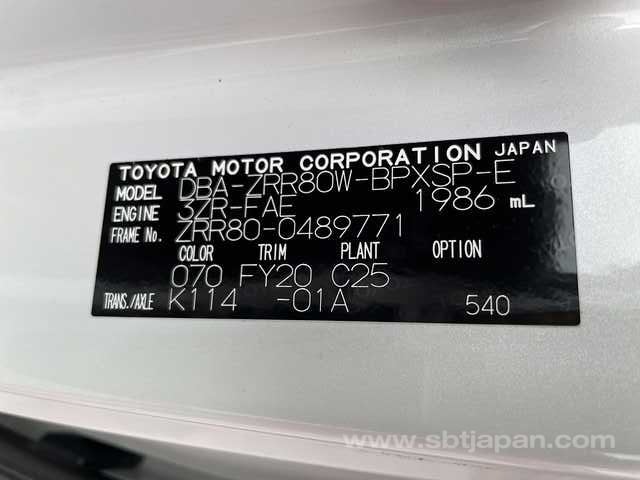 TOYOTA MOTOR CORPORATION JAPAN
MODEL DBA-ZRR80W-BPXSP-E
ENGINE 3ZR-FAE 1986 mL
FRAME No. ZRR80-0489771
COLOR TRIM PLANT OPTION
070 FY20 C25
TRANS./AXLE K114 -01A 540
www.sbtjapan.com